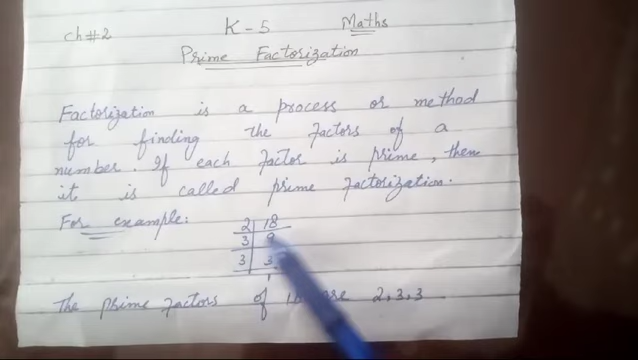 Ch#2 K-5 Maths
Prime Factorization
Factorization is a process or method
for finding the factors of a
number. If each factor is prime, then
it is called prime factorization.
For example: 2 | 18
3 | 9
3 | 3
1
The prime factors of are 2,3,3